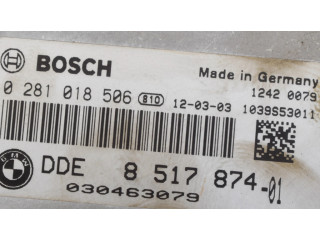 BOSCH
Made in Germany
1242 0079
0 281 018 506 810 12-03-03 1039S53011
BMW
DDE 8 517 874-01
030463079